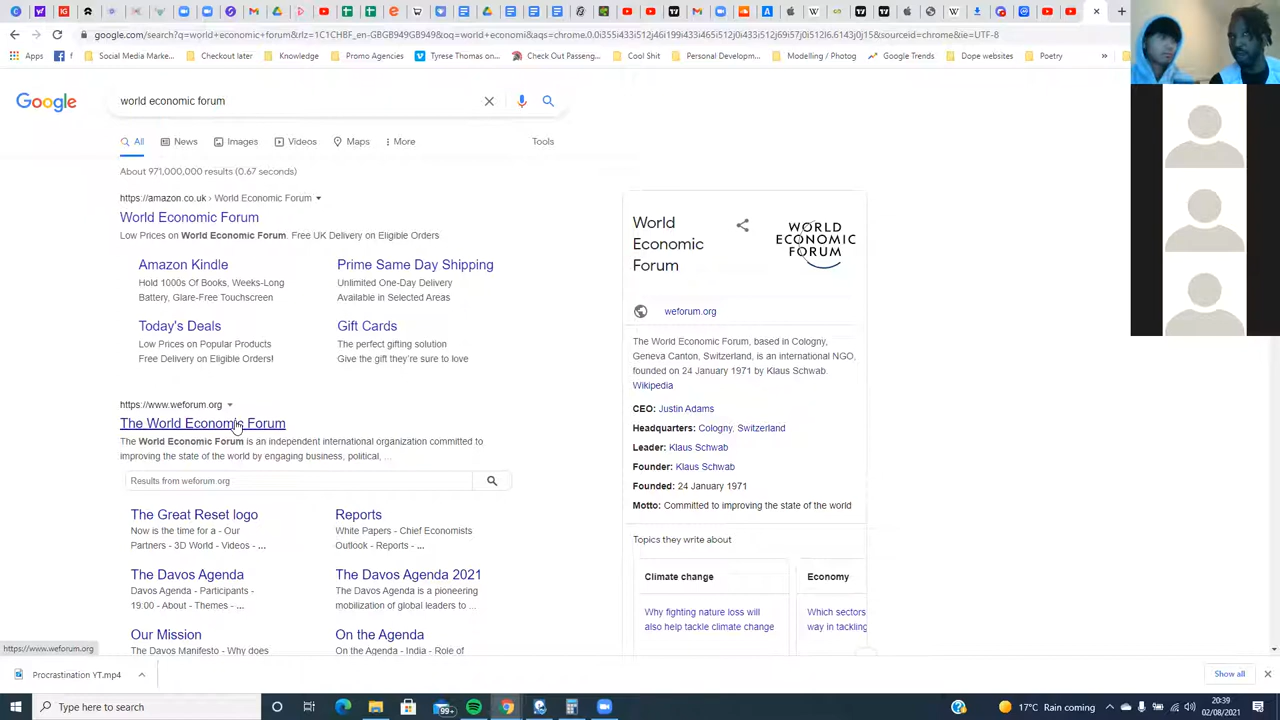 google.com/search?q=world+economic+forum&rlz=1C1CHBF_en-GBGB949GB949&oq=world+economi&aqs=chrome.0.0i355i433i512j46i199i433i465i512j0i433i512j69i57j0i512l6.6143j0j15&sourceid=chrome&ie=UTF-8
Apps
Social Media Marke...
Checkout later
Knowledge
Promo Agencies
Tyrese Thomas on...
Check Out Passeng...
Cool Shit
Personal Developm...
Modelling / Photog
Google Trends
Dope websites
Poetry
Google
world economic forum
All
News
Images
Videos
Maps
More
Tools
About 971,000,000 results (0.67 seconds)
https://amazon.co.uk › World Economic Forum
World Economic Forum
Low Prices on World Economic Forum. Free UK Delivery on Eligible Orders
Amazon Kindle
Hold 1000s Of Books, Weeks-Long
Battery, Glare-Free Touchscreen
Prime Same Day Shipping
Unlimited One-Day Delivery
Available in Selected Areas
Today's Deals
Low Prices on Popular Products
Free Delivery on Eligible Orders!
Gift Cards
The perfect gifting solution
Give the gift they're sure to love
https://www.weforum.org
The World Economic Forum
The World Economic Forum is an independent international organization committed to
improving the state of the world by engaging business, political, ...
Results from weforum.org
The Great Reset logo
Now is the time for a - Our
Partners - 3D World - Videos - ...
Reports
White Papers - Chief Economists
Outlook - Reports - ...
The Davos Agenda
Davos Agenda - Participants -
19:00 - About - Themes - ...
The Davos Agenda 2021
The Davos Agenda is a pioneering
mobilization of global leaders to ...
Our Mission
The Davos Manifesto - Why does
On the Agenda
On the Agenda - India - Role of
World
Economic
Forum
WORLD
ECONOMIC
FORUM
weforum.org
The World Economic Forum, based in Cologny,
Geneva Canton, Switzerland, is an international NGO,
founded on 24 January 1971 by Klaus Schwab.
Wikipedia
CEO: Justin Adams
Headquarters: Cologny, Switzerland
Leader: Klaus Schwab
Founder: Klaus Schwab
Founded: 24 January 1971
Motto: Committed to improving the state of the world
Topics they write about
Climate change
Why fighting nature loss will
also help tackle climate change
Economy
Which sectors
way in tackling
https://www.weforum.org
Procrastination YT.mp4
Show all
Type here to search
99+
17°C Rain coming
20:39
02/08/2021